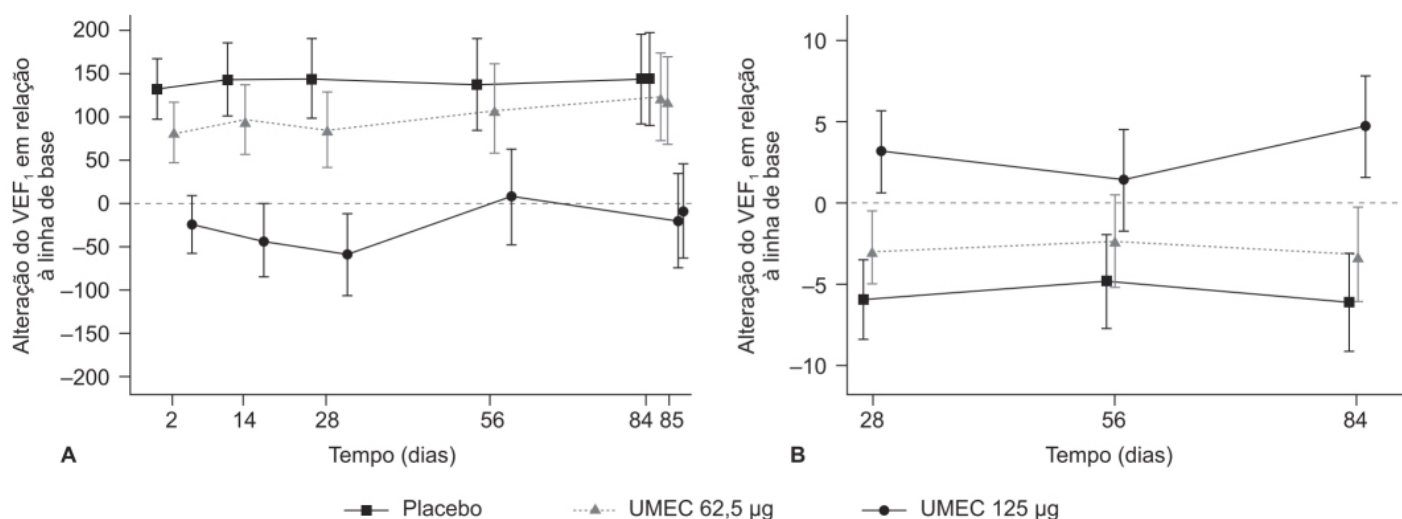 Alteração do VEF₁ em relação
à linha de base
200
150
100
50
0
–50
–100
–150
–200
2
14
28
56
84
85
Tempo (dias)
A
Alteração do VEF₁ em relação
à linha de base
10
5
0
–5
–10
28
56
84
Tempo (dias)
B
Placebo
UMEC 62,5 µg
UMEC 125 µg